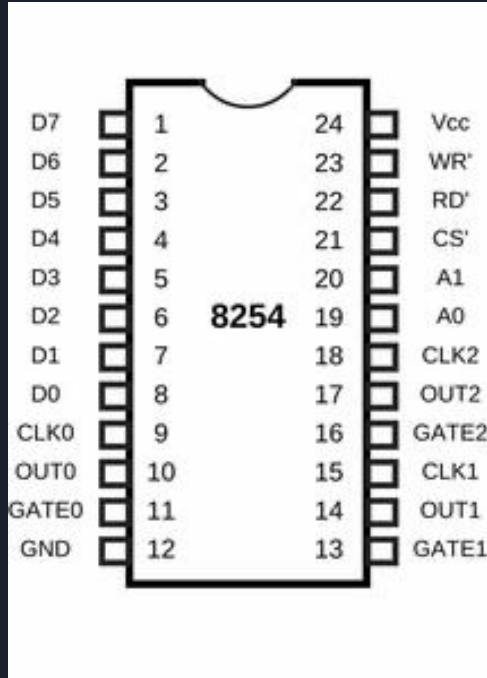 D7 1 24 Vcc
D6 2 23 WR'
D5 3 22 RD'
D4 4 21 CS'
D3 5 20 A1
D2 6 8254 19 A0
D1 7 18 CLK2
D0 8 17 OUT2
CLK0 9 16 GATE2
OUT0 10 15 CLK1
GATE0 11 14 OUT1
GND 12 13 GATE1